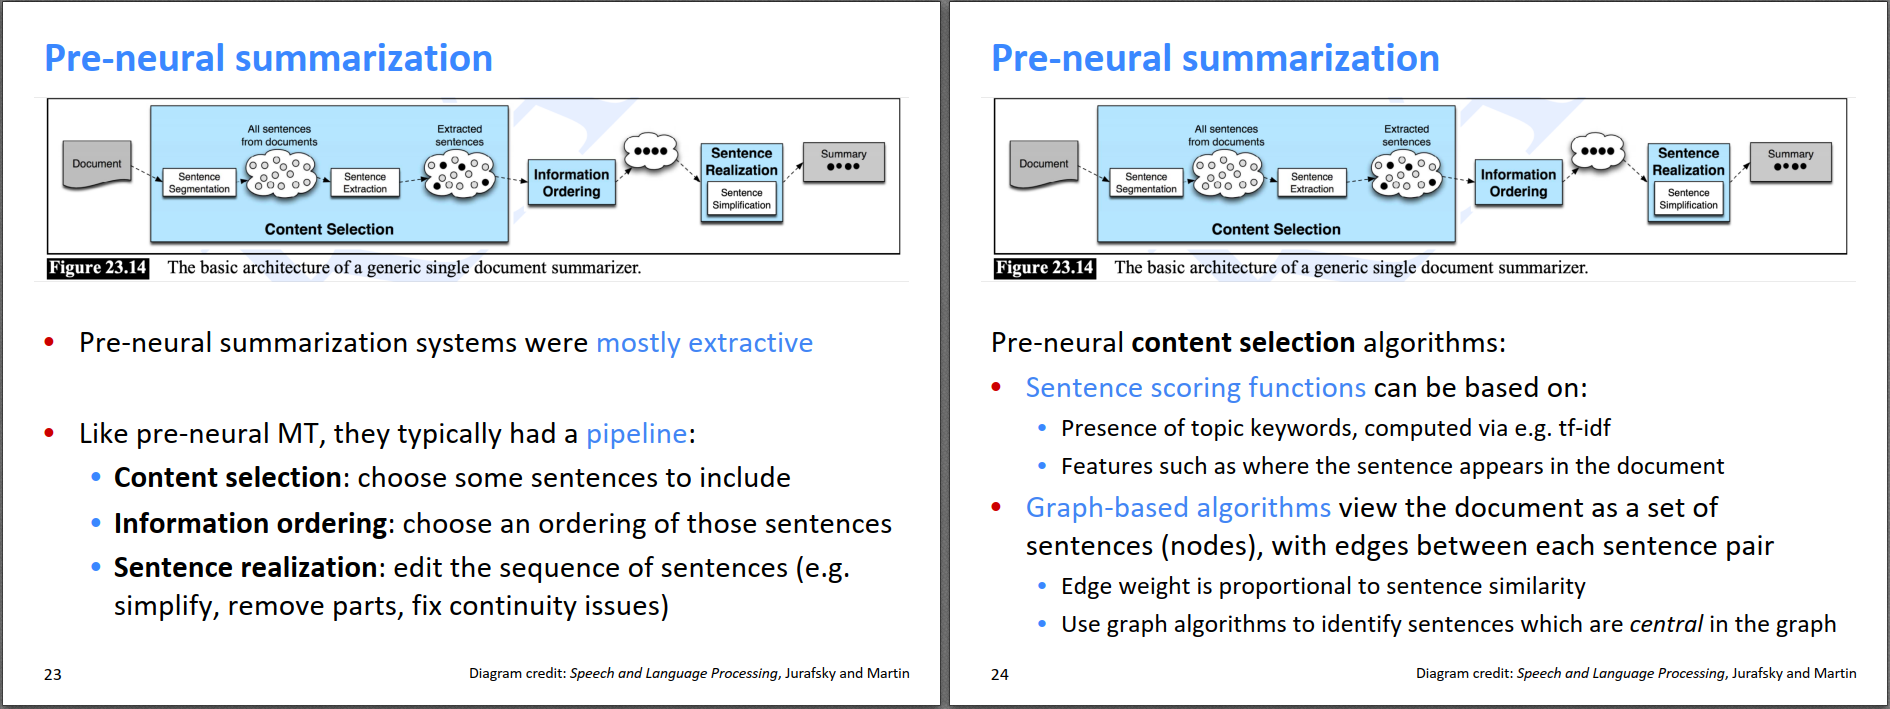 Pre-neural summarization
Document
Sentence
Segmentation
All sentences
from documents
Sentence
Extraction
Extracted
sentences
Content Selection
Information
Ordering
Sentence
Realization
Sentence
Simplification
Summary
Figure 23.14 The basic architecture of a generic single document summarizer.
• Pre-neural summarization systems were mostly extractive
• Like pre-neural MT, they typically had a pipeline:
• Content selection: choose some sentences to include
• Information ordering: choose an ordering of those sentences
• Sentence realization: edit the sequence of sentences (e.g.
simplify, remove parts, fix continuity issues)
23
Diagram credit: Speech and Language Processing, Jurafsky and Martin
Pre-neural summarization
Document
Sentence
Segmentation
All sentences
from documents
Sentence
Extraction
Extracted
sentences
Content Selection
Information
Ordering
Sentence
Realization
Sentence
Simplification
Summary
Figure 23.14 The basic architecture of a generic single document summarizer.
Pre-neural content selection algorithms:
• Sentence scoring functions can be based on:
• Presence of topic keywords, computed via e.g. tf-idf
• Features such as where the sentence appears in the document
• Graph-based algorithms view the document as a set of
sentences (nodes), with edges between each sentence pair
• Edge weight is proportional to sentence similarity
• Use graph algorithms to identify sentences which are central in the graph
24
Diagram credit: Speech and Language Processing, Jurafsky and Martin